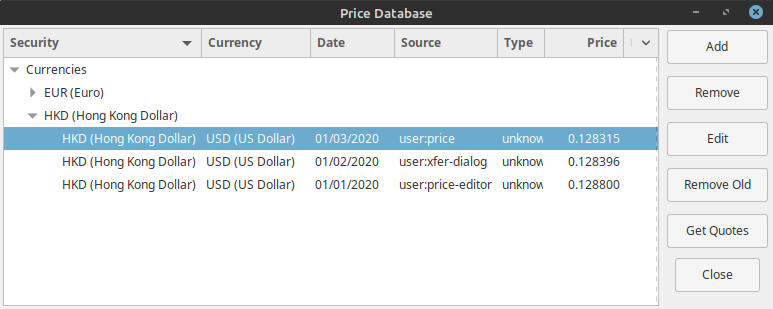 Price Database
Security Currency Date Source Type Price
Add
Currencies
EUR (Euro)
Remove
HKD (Hong Kong Dollar)
HKD (Hong Kong Dollar) USD (US Dollar) 01/03/2020 user:price unknow 0.128315
Edit
HKD (Hong Kong Dollar) USD (US Dollar) 01/02/2020 user:xfer-dialog unknow 0.128396
HKD (Hong Kong Dollar) USD (US Dollar) 01/01/2020 user:price-editor unknow 0.128800
Remove Old
Get Quotes
Close